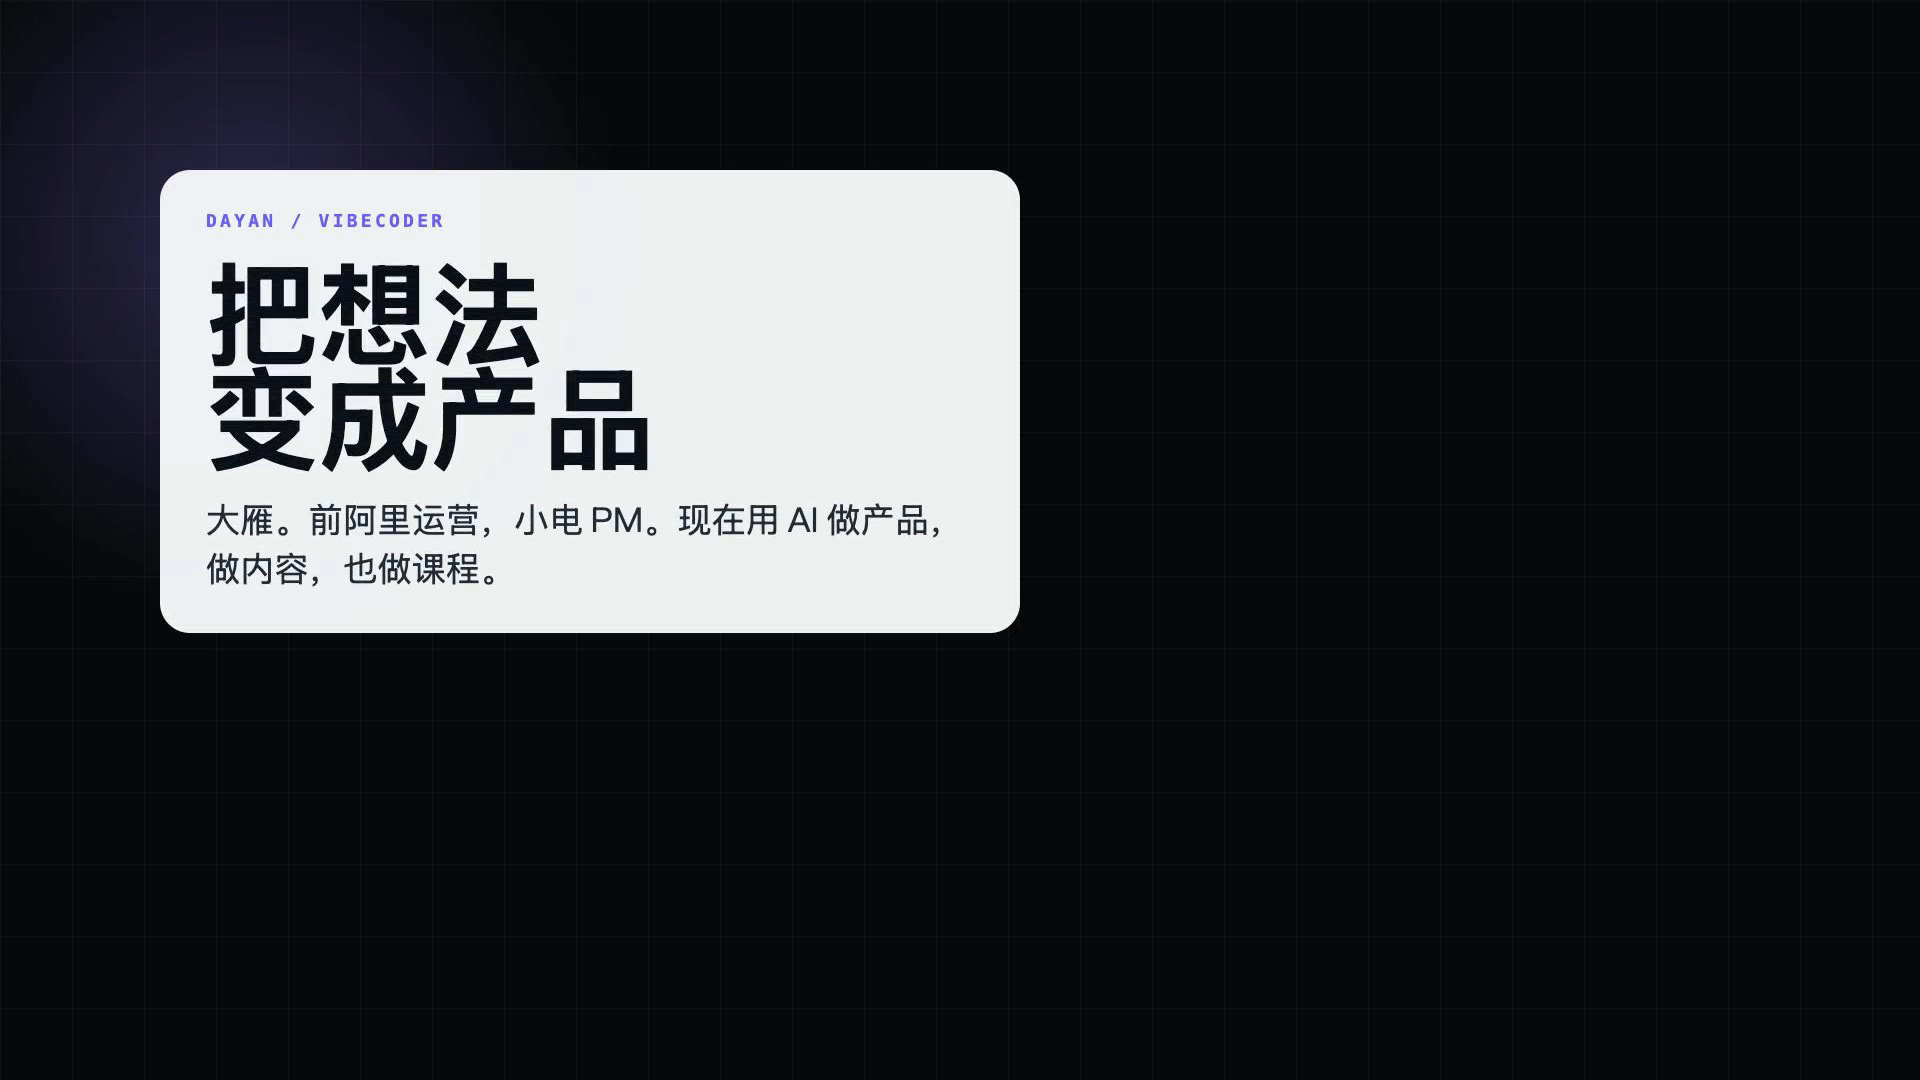 DAYAN / VIBECODER
把想法
变成产品
大雁。前阿里运营，小电 PM。现在用 AI 做产品，
做内容，也做课程。